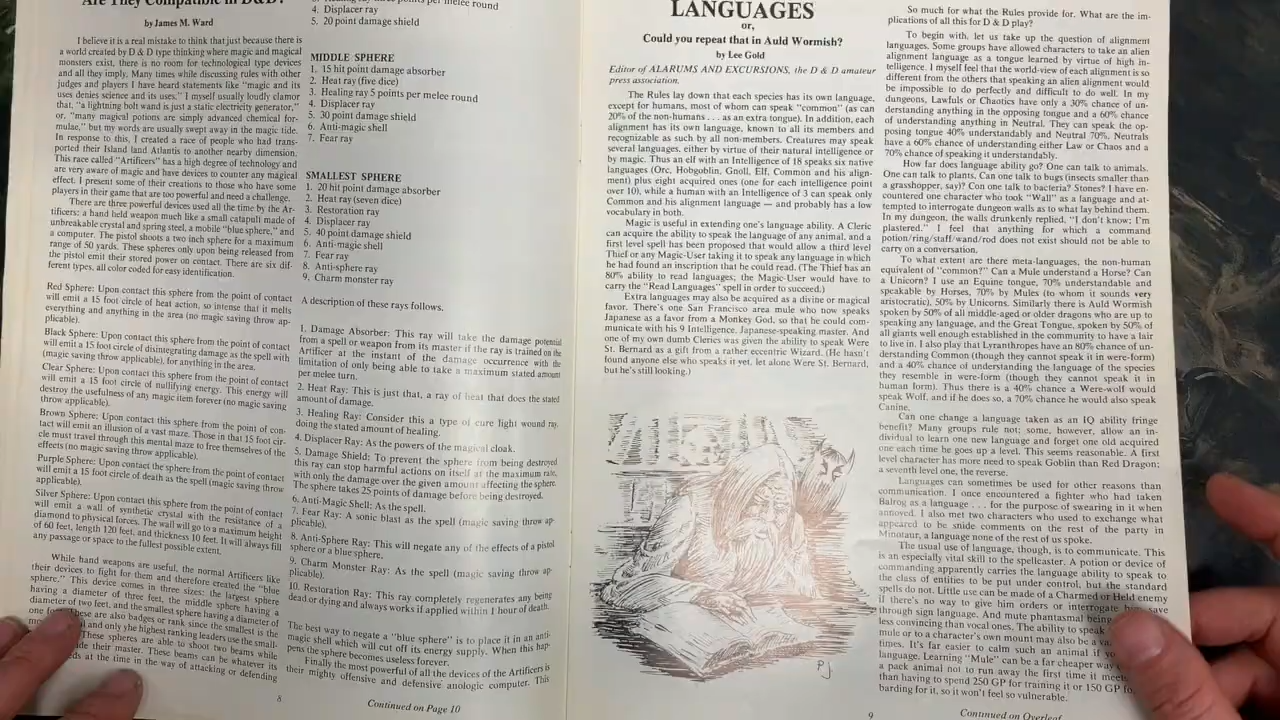 Are They Compatible in D&D?
by James M. Ward
I believe it is a real mistake to think that just because there is
a world created by D & D type thinking where magic and magical
monsters exist, there is no room for technological type devices
and all they imply. Many times while discussing rules with other
judges and players I have heard statements like "magic and its
uses denies science and its uses." I myself usually loudly clamor
that, "a lightning bolt wand is just a static electricity generator,"
or, "many magical potions are simply advanced chemical for-
mulae," but my words are usually swept away in the magic tide.
In response to this, I created a race of people who had trans-
ported their Island land Atlantis to another nearby dimension.
This race called "Artificers" has a high degree of technology and
are very aware of magic and have devices to counter any magical
effect. I present some of their creations to those who have some
players in their game that are too powerful and need a challenge.
There are three powerful devices used all the time by the Ar-
tificers: a hand held weapon much like a small catapult made of
unbreakable crystal and spring steel, a mobile "blue sphere," and
a computer. The pistol shoots a two inch sphere for a maximum
range of 50 yards. These spheres only upon being released from
the pistol emit their stored power on contact. There are six dif-
ferent types, all color coded for easy identification.
Red Sphere: Upon contact this sphere from the point of contact
will emit a 15 foot circle of heat action, so intense that it melts
everything and anything in the area (no magic saving throw ap-
plicable).
Black Sphere: Upon contact this sphere from the point of contact
will emit a 15 foot circle of disintegrating damage as the spell with
(magic saving throw applicable), for anything in the area.
Clear Sphere: Upon contact this sphere from the point of contact
will emit a 15 foot circle of nullifying energy. This energy will
destroy the usefulness of any magic item forever (no magic saving
throw applicable).
Brown Sphere: Upon contact this sphere from the point of con-
tact will emit an illusion of a vast maze. Those in that 15 foot cir-
cle must travel through this mental maze to free themselves of the
effects (no magic saving throw applicable).
Purple Sphere: Upon contact the sphere from the point of contact
will emit a 15 foot circle of death as the spell (magic saving throw
applicable).
Silver Sphere: Upon contact this sphere from the point of contact
will emit a wall of synthetic crystal with the resistance of a
diamond to physical forces. The wall will go to a maximum height
of 60 feet, length 120 feet, and thickness 10 feet. It will always fill
any passage or space to the fullest possible extent.
While hand weapons are useful, the normal Artificers like
their devices to fight for them and therefore created the "blue
sphere." This device comes in three sizes: the largest sphere
having a diameter of three feet, the middle sphere having a
diameter of two feet, and the smallest sphere having a diameter of
one fo These are also badges or rank since the smallest is the
mo and only the highest ranking leaders use the small-
These spheres are able to shoot two beams while
de their master. These beams can be whatever its
ds at the time in the way of attacking or defending
8
points per melee round
4. Displacer ray
5. 20 point damage shield
MIDDLE SPHERE
1. 15 hit point damage absorber
2. Heat ray (five dice)
3. Healing ray 5 points per melee round
4. Displacer ray
5. 30 point damage shield
6. Anti-magic shell
7. Fear ray
SMALLEST SPHERE
1. 20 hit point damage absorber
2. Heat ray (seven dice)
3. Restoration ray
4. Displacer ray
5. 40 point damage shield
6. Anti-magic shell
7. Fear ray
8. Anti-sphere ray
9. Charm monster ray
A description of these rays follows.
1. Damage Absorber: This ray will take the damage potential
from a spell or weapon from its master if the ray is trained on the
Artificer at the instant of the damage occurrence with the
limitation of only being able to take a maximum stated amount
per melee turn.
2. Heat Ray: This is just that, a ray of heat that does the stated
amount of damage.
3. Healing Ray: Consider this a type of cure light wound ray,
doing the stated amount of healing.
4. Displacer Ray: As the powers of the magical cloak.
5. Damage Shield: To prevent the sphere from being destroyed
this ray can stop harmful actions on itself at the maximum rate,
with only the damage over the given amount affecting the sphere.
The sphere takes 25 points of damage before being destroyed.
6. Anti-Magic Shell: As the spell.
7. Fear Ray: A sonic blast as the spell (magic saving throw ap-
plicable).
8. Anti-Sphere Ray: This will negate any of the effects of a pistol
sphere or a blue sphere.
9. Charm Monster Ray: As the spell (magic saving throw ap-
plicable).
10. Restoration Ray: This ray completely regenerates any being
dead or dying and always works if applied within 1 hour of death.
The best way to negate a "blue sphere" is to place it in an anti-
magic shell which will cut off its energy supply. When this hap-
pens the sphere becomes useless forever.
Finally the most powerful of all the devices of the Artificers is
their mighty offensive and defensive anologic computer. This
Continued on Page 10
LANGUAGES
or,
Could you repeat that in Auld Wormish?
by Lee Gold
Editor of ALARUMS AND EXCURSIONS, the D & D amateur
press association.
The Rules lay down that each species has its own language,
except for humans, most of whom can speak "common" (as can
20% of the non-humans . . . as an extra tongue). In addition, each
alignment has its own language, known to all its members and
recognizable as such by all non-members. Creatures may speak
several languages, either by virtue of their natural intelligence or
by magic. Thus an elf with an Intelligence of 18 speaks six native
languages (Orc, Hobgoblin, Gnoll, Elf, Common and his align-
ment) plus eight acquired ones (one for each intelligence point
over 10), while a human with an Intelligence of 3 can speak only
Common and his alignment language — and probably has a low
vocabulary in both.
Magic is useful in extending one's language ability. A Cleric
can acquire the ability to speak the language of any animal, and a
first level spell has been proposed that would allow a third level
Thief or any Magic-User taking it to speak any language in which
he had found an inscription that he could read. (The Thief has an
80% ability to read languages; the Magic-User would have to
carry the "Read Languages" spell in order to succeed.)
Extra languages may also be acquired as a divine or magical
favor. There's one San Francisco area mule who now speaks
Japanese as a favor from a Monkey God, so that he could com-
municate with his 9 Intelligence, Japanese-speaking master. And
one of my own dumb Clerics was given the ability to speak Were
St. Bernard as a gift from a rather eccentric Wizard. (He hasn't
found anyone else who speaks it yet, let alone Were St. Bernard,
but he's still looking.)
PJ
9
So much for what the Rules provide for. What are the im-
plications of all this for D & D play?
To begin with, let us take up the question of alignment
languages. Some groups have allowed characters to take an alien
alignment language as a tongue learned by virtue of high in-
telligence. I myself feel that the world-view of each alignment is so
different from the others that speaking an alien alignment would
be impossible to do perfectly and difficult to do well. In my
dungeons, Lawfuls or Chaotics have only a 30% chance of un-
derstanding anything in the opposing tongue and a 60% chance
of understanding anything in Neutral. They can speak the op-
posing tongue 40% understandably and Neutral 70%. Neutrals
have a 60% chance of understanding either Law or Chaos and a
70% chance of speaking it understandably.
How far does language ability go? One can talk to animals.
One can talk to plants. Can one talk to bugs (insects smaller than
a grasshopper, say)? Can one talk to bacteria? Stones? I have en-
countered one character who took "Wall" as a language and at-
tempted to interrogate dungeon walls as to what lay behind them.
In my dungeon, the walls drunkenly replied, "I don't know; I'm
plastered." I feel that anything for which a command
potion/ring/staff/wand/rod does not exist should not be able to
carry on a conversation.
To what extent are there meta-languages, the non-human
equivalent of "common?" Can a Mule understand a Horse? Can
a Unicorn? I use an Equine tongue, 70% understandable and
speakable by Horses, 70% by Mules (to whom it sounds very
aristocratic), 50% by Unicorns. Similarly there is Auld Wormish
spoken by 50% of all middle-aged or older dragons who are up to
speaking any language, and the Great Tongue, spoken by 50% of
all giants well enough established in the community to have a lair
to live in. I also play that Lyranthropes have an 80% chance of un-
derstanding Common (though they cannot speak it in were-form)
and a 40% chance of understanding the language of the species
they resemble in were-form (though they cannot speak it in
human form). Thus there is a 40% chance a Were-wolf would
speak Wolf, and if he does so, a 70% chance he would also speak
Canine.
Can one change a language taken as an IQ ability fringe
benefit? Many groups rule not; some, however, allow an in-
dividual to learn one new language and forget one old acquired
one each time he goes up a level. This seems reasonable. A first
level character has more need to speak Goblin than Red Dragon;
a seventh level one, the reverse.
Languages can sometimes be used for other reasons than
communication. I once encountered a fighter who had taken
Balrog as a language . . . for the purpose of swearing in it when
annoyed. I also met two characters who used to exchange what
appeared to be snide comments on the rest of the party in
Minotaur, a language none of the rest of us spoke.
The usual use of language, though, is to communicate. This
is an especially vital skill to the spellcaster. A potion or device of
commanding apparently carries the language ability to speak to
the class of entities to be put under control, but the standard
spells do not. Little use can be made of a Charmed or Held enemy
if there's no way to give him orders or interrogate him save
through sign language. And mute phantasmal being
less convincing than vocal ones. The ability to speak
mule or to a character's own mount may also be a va
times. It's far easier to calm such an animal if yo
language. Learning "Mule" can be a far cheaper way
a pack animal not to run away the first time it meet
than having to spend 250 GP for training it or 150 GP fo
barding for it, so it won't feel so vulnerable.
Continued on Overleaf